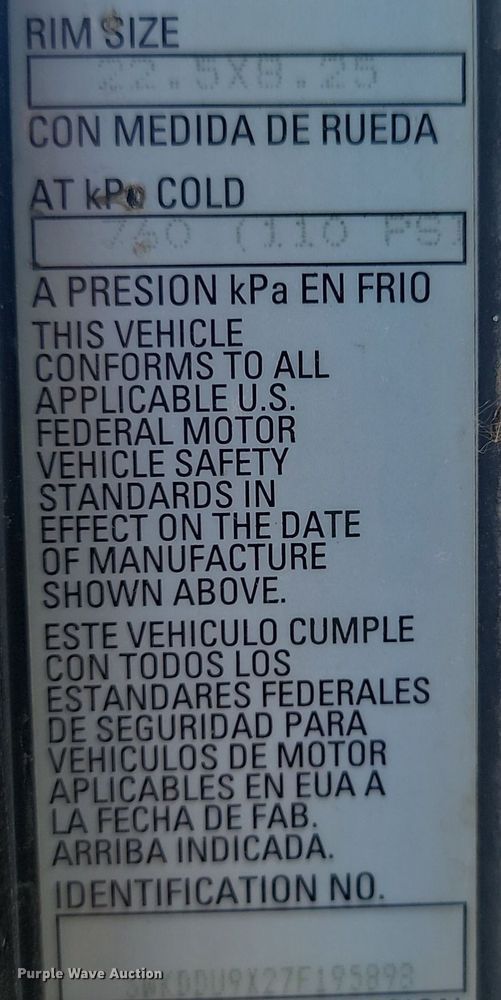 RIM SIZE
22.5X8.25
CON MEDIDA DE RUEDA
AT kPa COLD
760 (110 PSI
A PRESION kPa EN FRIO
THIS VEHICLE
CONFORMS TO ALL
APPLICABLE U.S.
FEDERAL MOTOR
VEHICLE SAFETY
STANDARDS IN
EFFECT ON THE DATE
OF MANUFACTURE
SHOWN ABOVE.
ESTE VEHICULO CUMPLE
CON TODOS LOS
ESTANDARES FEDERALES
DE SEGURIDAD PARA
VEHICULOS DE MOTOR
APLICABLES EN EUA A
LA FECHA DE FAB.
ARRIBA INDICADA.
IDENTIFICATION NO.
Purple Wave Auction